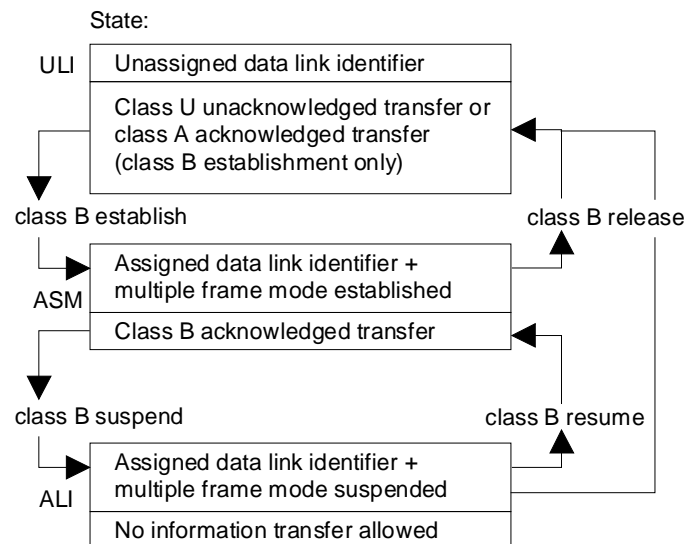 State:
ULI
Unassigned data link identifier
Class U unacknowledged transfer or
class A acknowledged transfer
(class B establishment only)
class B establish
class B release
ASM
Assigned data link identifier +
multiple frame mode established
Class B acknowledged transfer
class B suspend
class B resume
ALI
Assigned data link identifier +
multiple frame mode suspended
No information transfer allowed